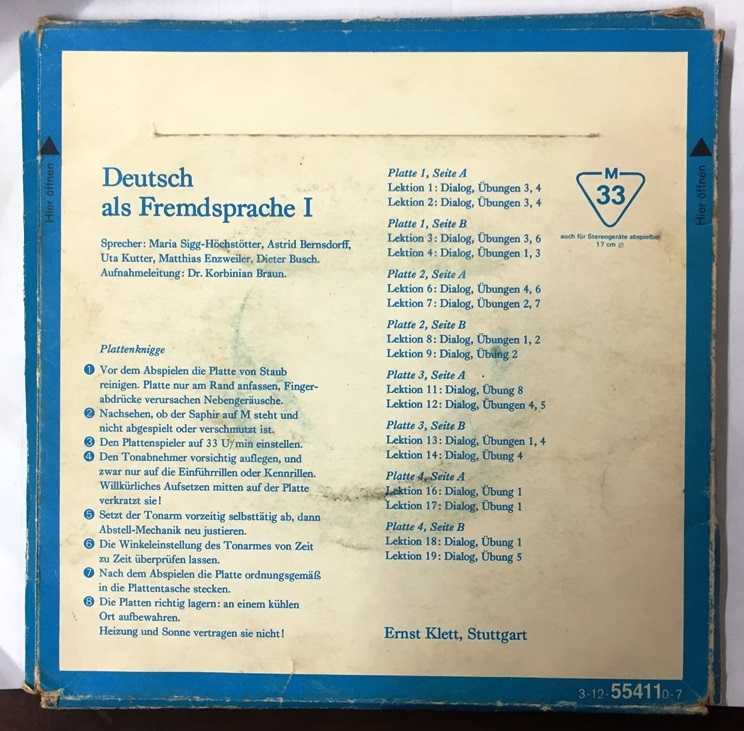 Deutsch
als Fremdsprache I
Sprecher: Maria Sigg-Höchstötter, Astrid Bernsdorff,
Uta Kutter, Matthias Enzweiler, Dieter Busch.
Aufnahmeleitung: Dr. Korbinian Braun.
Plattenknigge
1 Vor dem Abspielen die Platte von Staub
reinigen. Platte nur am Rand anfassen, Finger-
abdrücke verursachen Nebengeräusche.
2 Nachsehen, ob der Saphir auf M steht und
nicht abgespielt oder verschmutzt ist.
3 Den Plattenspieler auf 33 U/min einstellen.
4 Den Tonabnehmer vorsichtig auflegen, und
zwar nur auf die Einführrillen oder Kennrillen.
Willkürliches Aufsetzen mitten auf der Platte
verkratzt sie!
5 Setzt der Tonarm vorzeitig selbsttätig ab, dann
Abstell-Mechanik neu justieren.
6 Die Winkeleinstellung des Tonarmes von Zeit
zu Zeit überprüfen lassen.
7 Nach dem Abspielen die Platte ordnungsgemäß
in die Plattentasche stecken.
8 Die Platten richtig lagern: an einem kühlen
Ort aufbewahren.
Heizung und Sonne vertragen sie nicht!
Platte 1, Seite A
Lektion 1: Dialog, Übungen 3, 4
Lektion 2: Dialog, Übungen 3, 4
Platte 1, Seite B
Lektion 3: Dialog, Übungen 3, 6
Lektion 4: Dialog, Übungen 1, 3
Platte 2, Seite A
Lektion 6: Dialog, Übungen 4, 6
Lektion 7: Dialog, Übungen 2, 7
Platte 2, Seite B
Lektion 8: Dialog, Übungen 1, 2
Lektion 9: Dialog, Übung 2
Platte 3, Seite A
Lektion 11: Dialog, Übung 8
Lektion 12: Dialog, Übungen 4, 5
Platte 3, Seite B
Lektion 13: Dialog, Übungen 1, 4
Lektion 14: Dialog, Übung 4
Platte 4, Seite A
Lektion 16: Dialog, Übung 1
Lektion 17: Dialog, Übung 1
Platte 4, Seite B
Lektion 18: Dialog, Übung 1
Lektion 19: Dialog, Übung 5
Ernst Klett, Stuttgart
M
33
auch für Stereogeräte abspielbar
17 cm ∅
Hier öffnen
Hier öffnen
3-12-554110-7